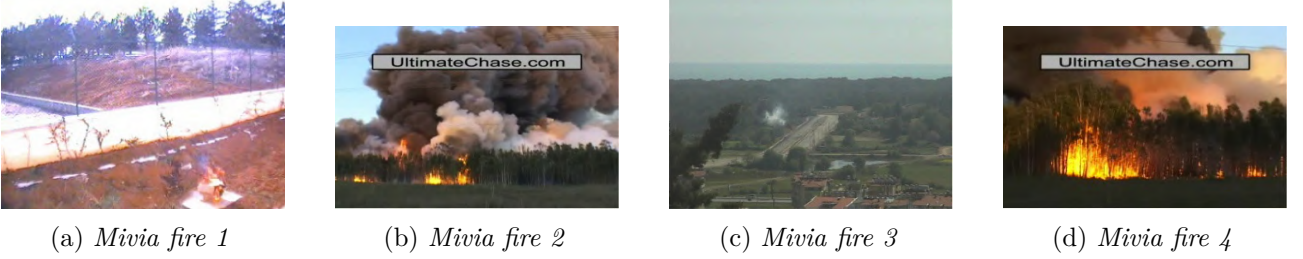 UltimateChase.com
UltimateChase.com
(a) Mivia fire 1
(b) Mivia fire 2
(c) Mivia fire 3
(d) Mivia fire 4